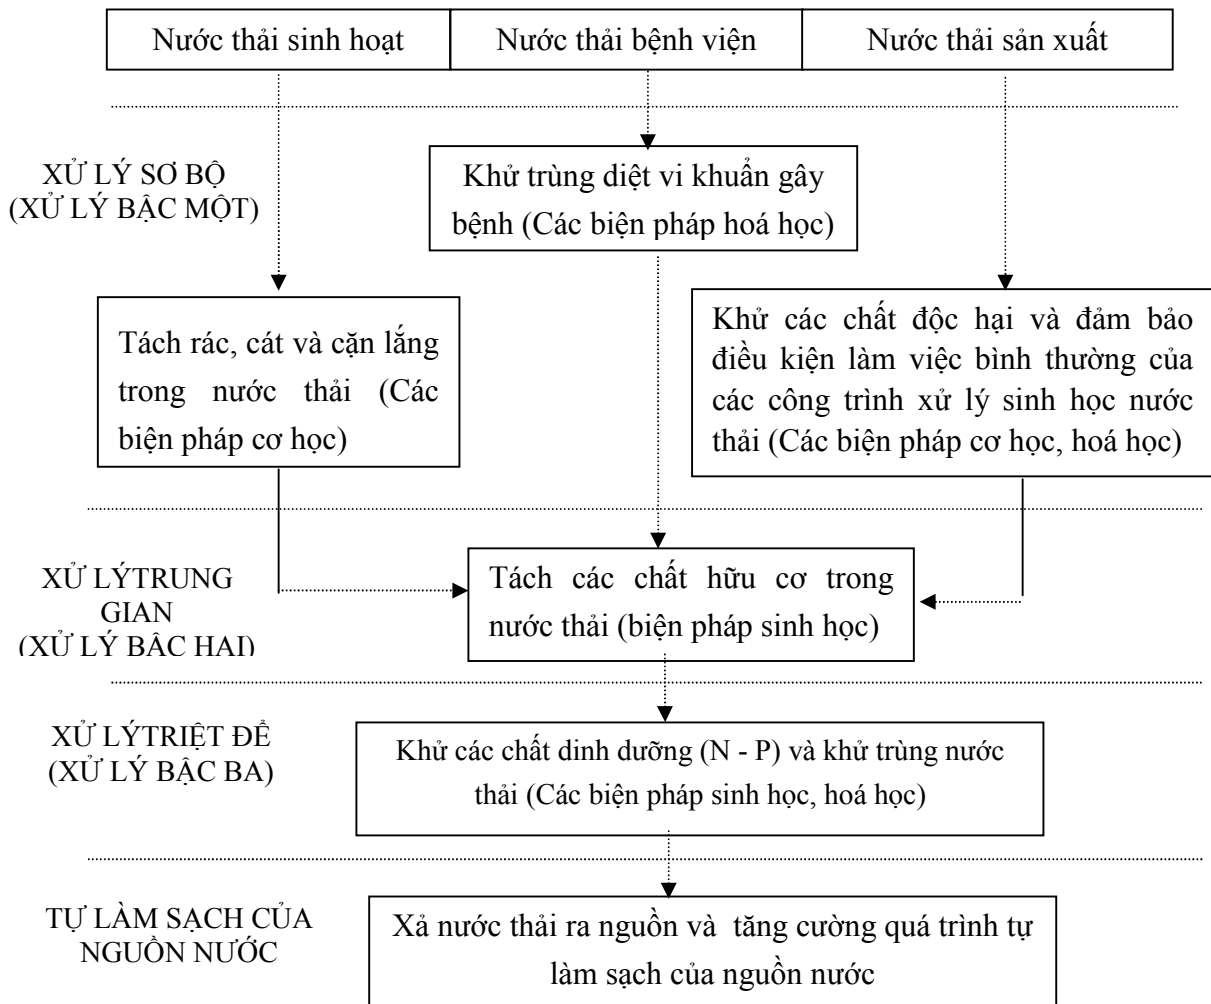 Nước thải sinh hoạt
Nước thải bệnh viện
Nước thải sản xuất
XỬ LÝ SƠ BỘ
(XỬ LÝ BẬC MỘT)
Khử trùng diệt vi khuẩn gây
bệnh (Các biện pháp hoá học)
Tách rác, cát và cặn lắng
trong nước thải (Các
biện pháp cơ học)
Khử các chất độc hại và đảm bảo
điều kiện làm việc bình thường của
các công trình xử lý sinh học nước
thải (Các biện pháp cơ học, hoá học)
XỬ LÝTRUNG
GIAN
(XỬ LÝ BẬC HAI)
Tách các chất hữu cơ trong
nước thải (biện pháp sinh học)
XỬ LÝTRIỆT ĐỂ
(XỬ LÝ BẬC BA)
Khử các chất dinh dưỡng (N - P) và khử trùng nước
thải (Các biện pháp sinh học, hoá học)
TỰ LÀM SẠCH CỦA
NGUỒN NƯỚC
Xả nước thải ra nguồn và tăng cường quá trình tự
làm sạch của nguồn nước